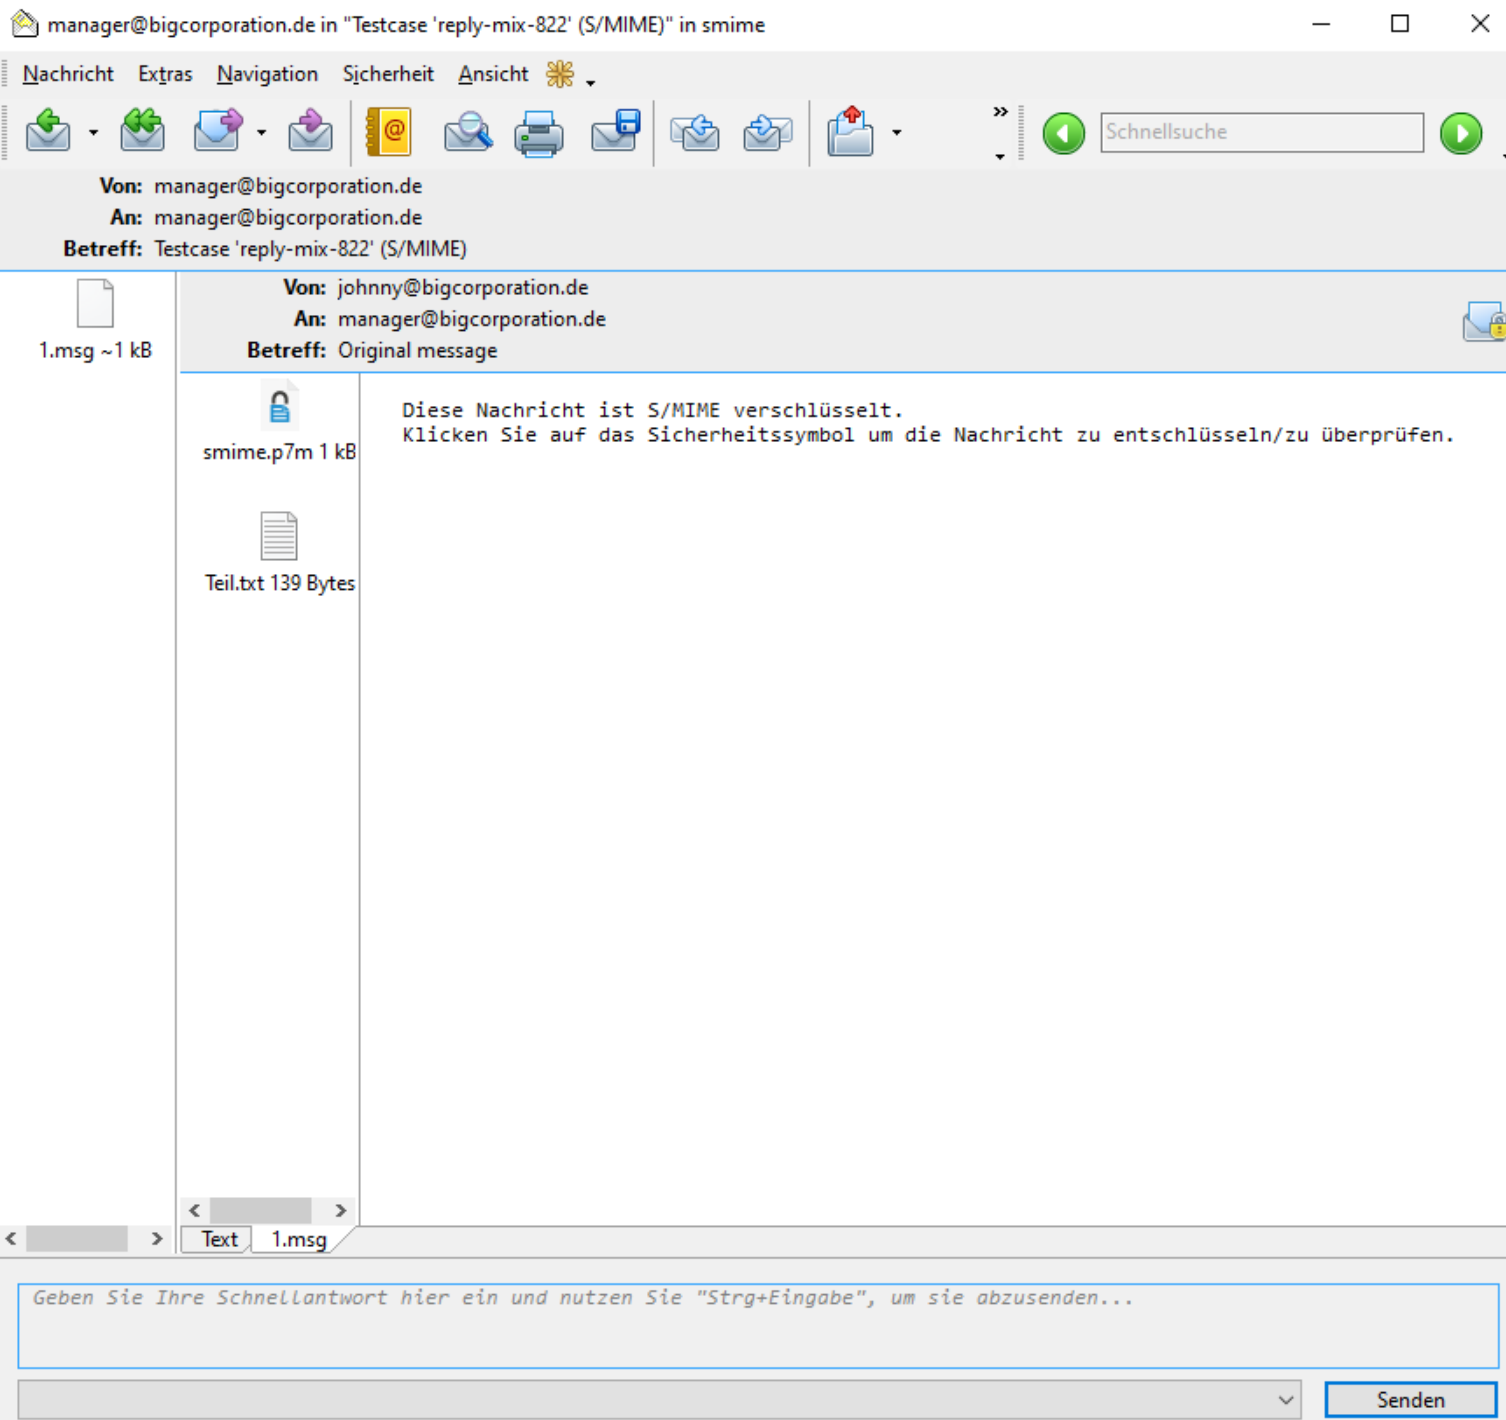 manager@bigcorporation.de in "Testcase 'reply-mix-822' (S/MIME)" in smime
Nachricht Extras Navigation Sicherheit Ansicht
@ Schnellsuche
Von: manager@bigcorporation.de
An: manager@bigcorporation.de
Betreff: Testcase 'reply-mix-822' (S/MIME)
1.msg ~1 kB
Von: johnny@bigcorporation.de
An: manager@bigcorporation.de
Betreff: Original message
smime.p7m 1 kB
Teil.txt 139 Bytes
Diese Nachricht ist S/MIME verschlüsselt.
Klicken Sie auf das Sicherheitssymbol um die Nachricht zu entschlüsseln/zu überprüfen.
Text 1.msg
Geben Sie Ihre Schnellantwort hier ein und nutzen Sie "Strg+Eingabe", um sie abzusenden...
Senden